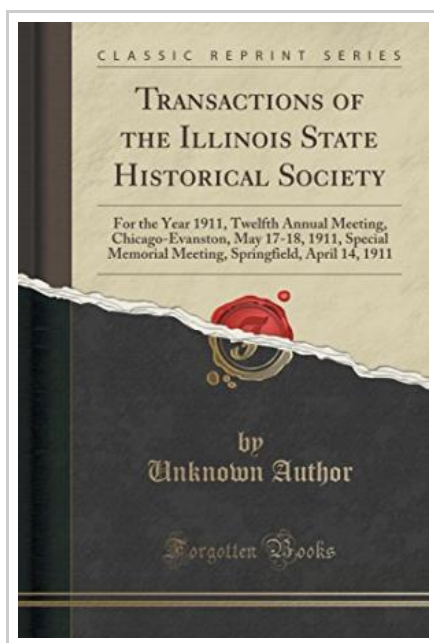 CLASSIC REPRINT SERIES
TRANSACTIONS OF
THE ILLINOIS STATE
HISTORICAL SOCIETY
For the Year 1911, Twelfth Annual Meeting,
Chicago-Evanston, May 17-18, 1911, Special
Memorial Meeting, Springfield, April 14, 1911
by
Unknown Author
Forgotten Books